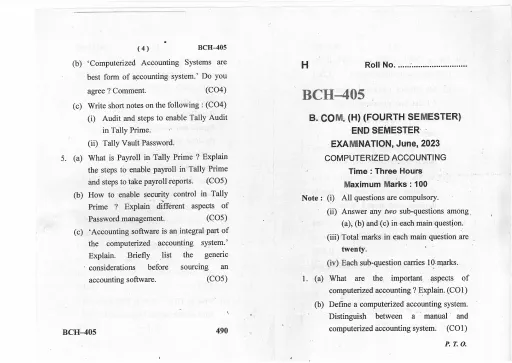 ( 4 ) BCH–405
(b) ‘Computerized Accounting Systems are
best form of accounting system.’ Do you
agree ? Comment. (CO4)
(c) Write short notes on the following : (CO4)
(i) Audit and steps to enable Tally Audit
in Tally Prime.
(ii) Tally Vault Password.
5. (a) What is Payroll in Tally Prime ? Explain
the steps to enable payroll in Tally Prime
and steps to take payroll reports. (CO5)
(b) How to enable security control in Tally
Prime ? Explain different aspects of
Password management. (CO5)
(c) ‘Accounting software is an integral part of
the computerized accounting system.’
Explain. Briefly list the generic
considerations before sourcing an
accounting software. (CO5)
BCH–405 490
H Roll No. ................................
BCH–405
B. COM. (H) (FOURTH SEMESTER)
END SEMESTER
EXAMINATION, June, 2023
COMPUTERIZED ACCOUNTING
Time : Three Hours
Maximum Marks : 100
Note : (i) All questions are compulsory.
(ii) Answer any two sub-questions among
(a), (b) and (c) in each main question.
(iii) Total marks in each main question are
twenty.
(iv) Each sub-question carries 10 marks.
1. (a) What are the important aspects of
computerized accounting ? Explain. (CO1)
(b) Define a computerized accounting system.
Distinguish between a manual and
computerized accounting system. (CO1)
P. T. O.